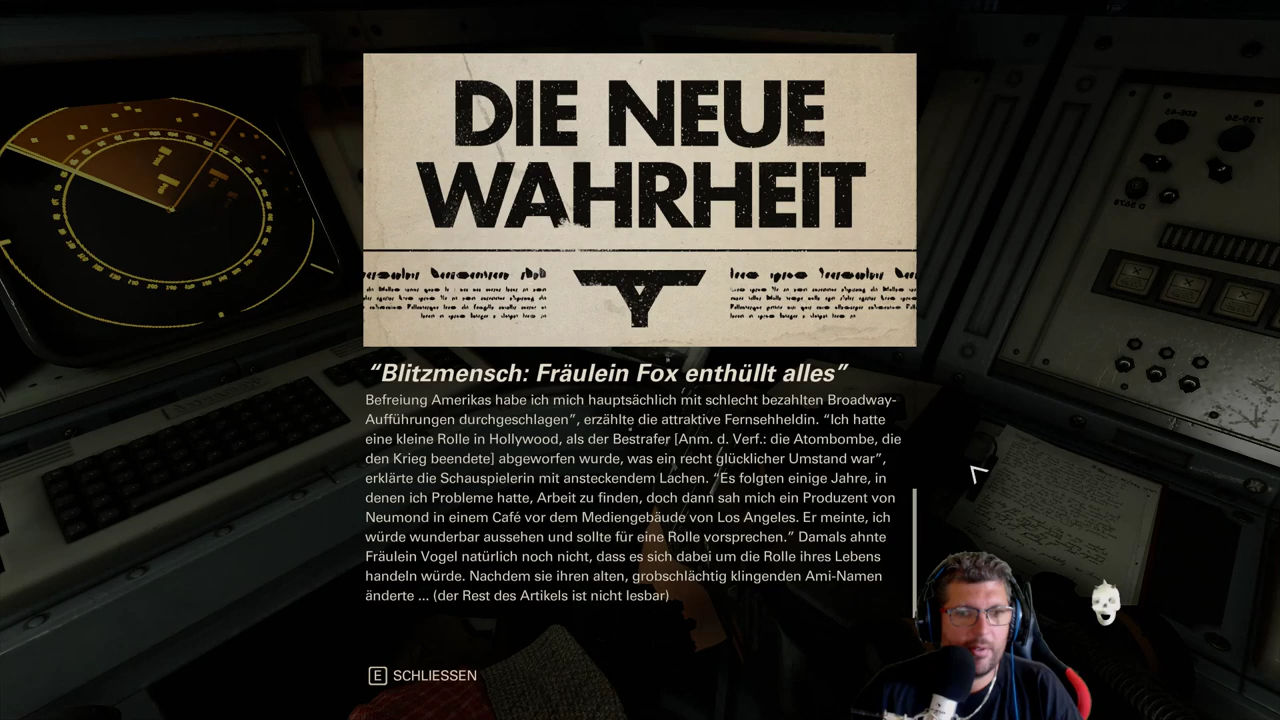 DIE NEUE
WAHRHEIT
“Blitzmensch: Fräulein Fox enthüllt alles”
Befreiung Amerikas habe ich mich hauptsächlich mit schlecht bezahlten Broadway-
Aufführungen durchgeschlagen”, erzählte die attraktive Fernsehheldin. “Ich hatte
eine kleine Rolle in Hollywood, als der Bestrafer [Anm. d. Verf.: die Atombombe, die
den Krieg beendete] abgeworfen wurde, was ein recht glücklicher Umstand war”,
erklärte die Schauspielerin mit ansteckendem Lachen. “Es folgten einige Jahre, in
denen ich Probleme hatte, Arbeit zu finden, doch dann sah mich ein Produzent von
Neumond in einem Café vor dem Mediengebäude von Los Angeles. Er meinte, ich
würde wunderbar aussehen und sollte für eine Rolle vorsprechen.” Damals ahnte
Fräulein Vogel natürlich noch nicht, dass es sich dabei um die Rolle ihres Lebens
handeln würde. Nachdem sie ihren alten, grobschlächtig klingenden Ami-Namen
änderte ... (der Rest des Artikels ist nicht lesbar)
E SCHLIESSEN